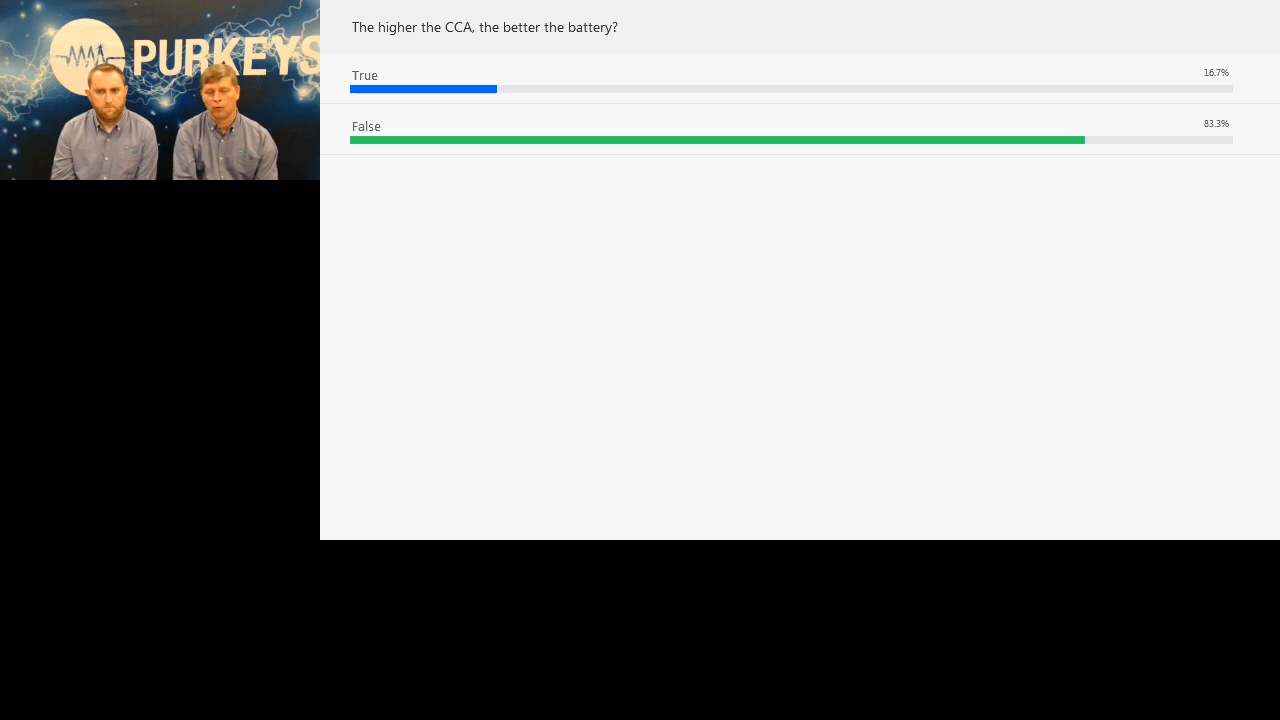 PURKEYS
The higher the CCA, the better the battery?
True
16.7%
False
83.3%